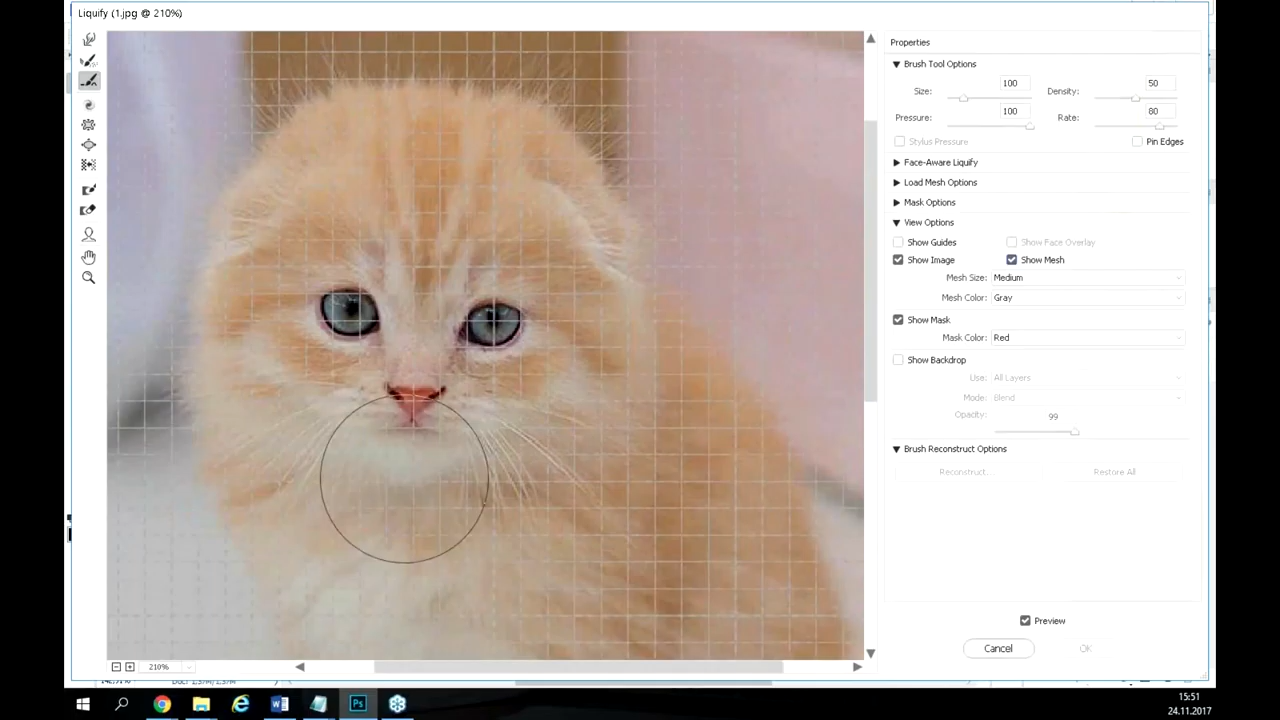 Liquify (1.jpg @ 210%)
Properties
Brush Tool Options
Size: 100 Density: 50
Pressure: 100 Rate: 80
Stylus Pressure Pin Edges
Face-Aware Liquify
Load Mesh Options
Mask Options
View Options
Show Guides Show Face Overlay
Show Image Show Mesh
Mesh Size: Medium
Mesh Color: Gray
Show Mask
Mask Color: Red
Show Backdrop
Use: All Layers
Mode: Blend
Opacity: 99
Brush Reconstruct Options
Reconstruct... Restore All
Preview
Cancel OK
210%
15:51
24.11.2017